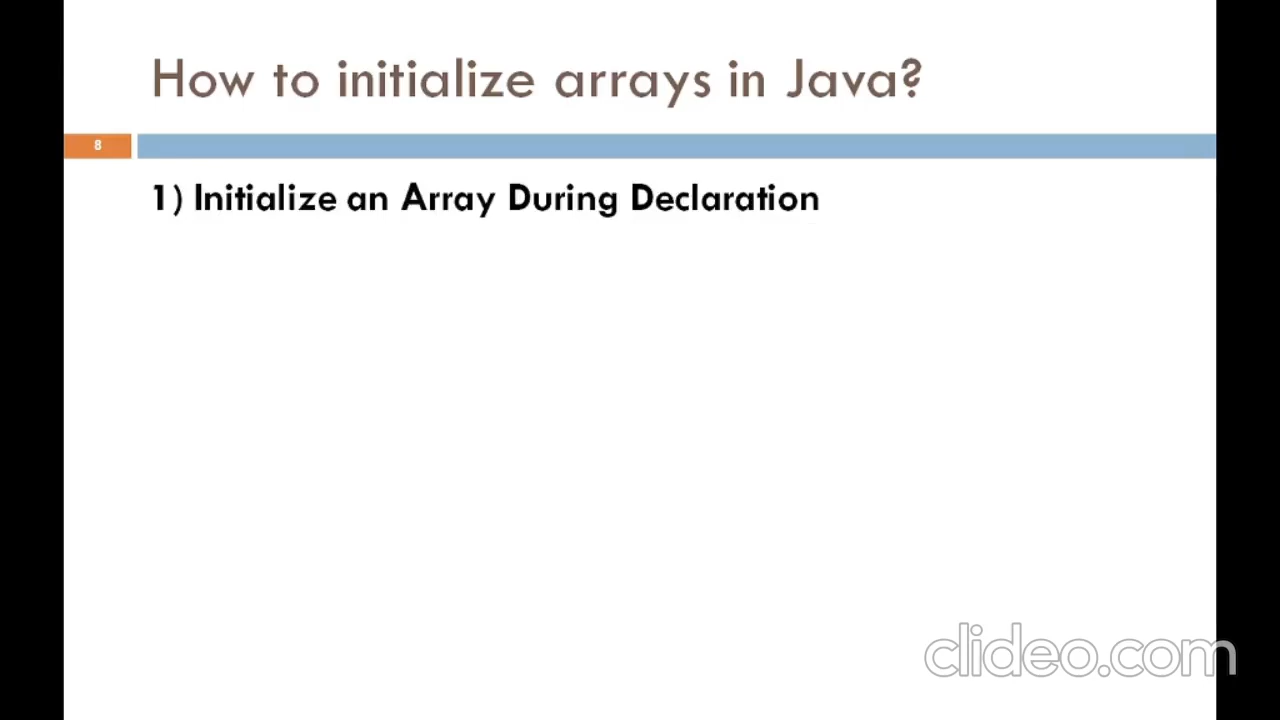 How to initialize arrays in Java?
8
1) Initialize an Array During Declaration
clideo.com